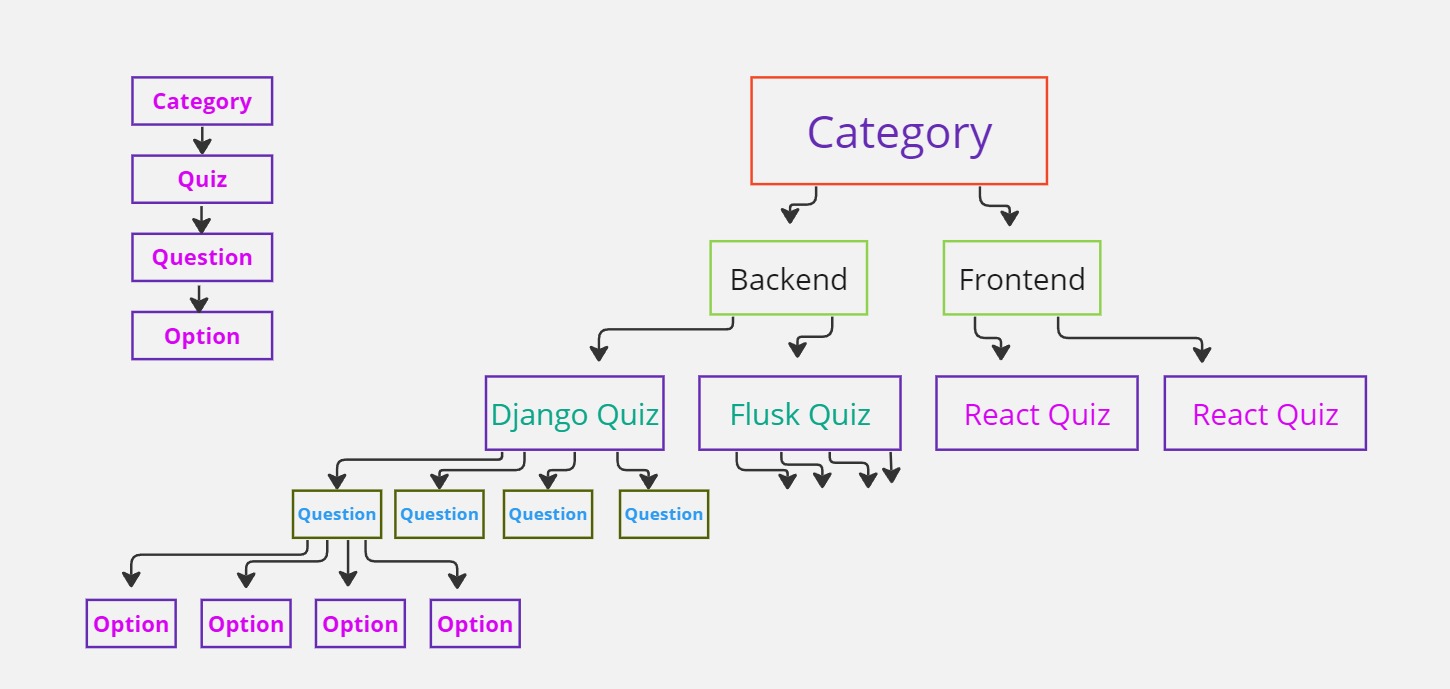 Category
Quiz
Question
Option
Category
Backend
Frontend
Django Quiz
Flusk Quiz
React Quiz
React Quiz
Question
Question
Question
Question
Option
Option
Option
Option